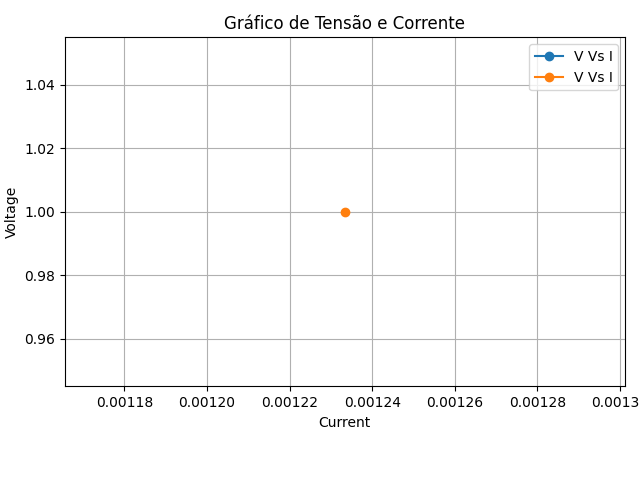 Gráfico de Tensão e Corrente
V Vs I
V Vs I
1.04
1.02
1.00
0.98
0.96
Voltage
0.00118 0.00120 0.00122 0.00124 0.00126 0.00128 0.0013
Current